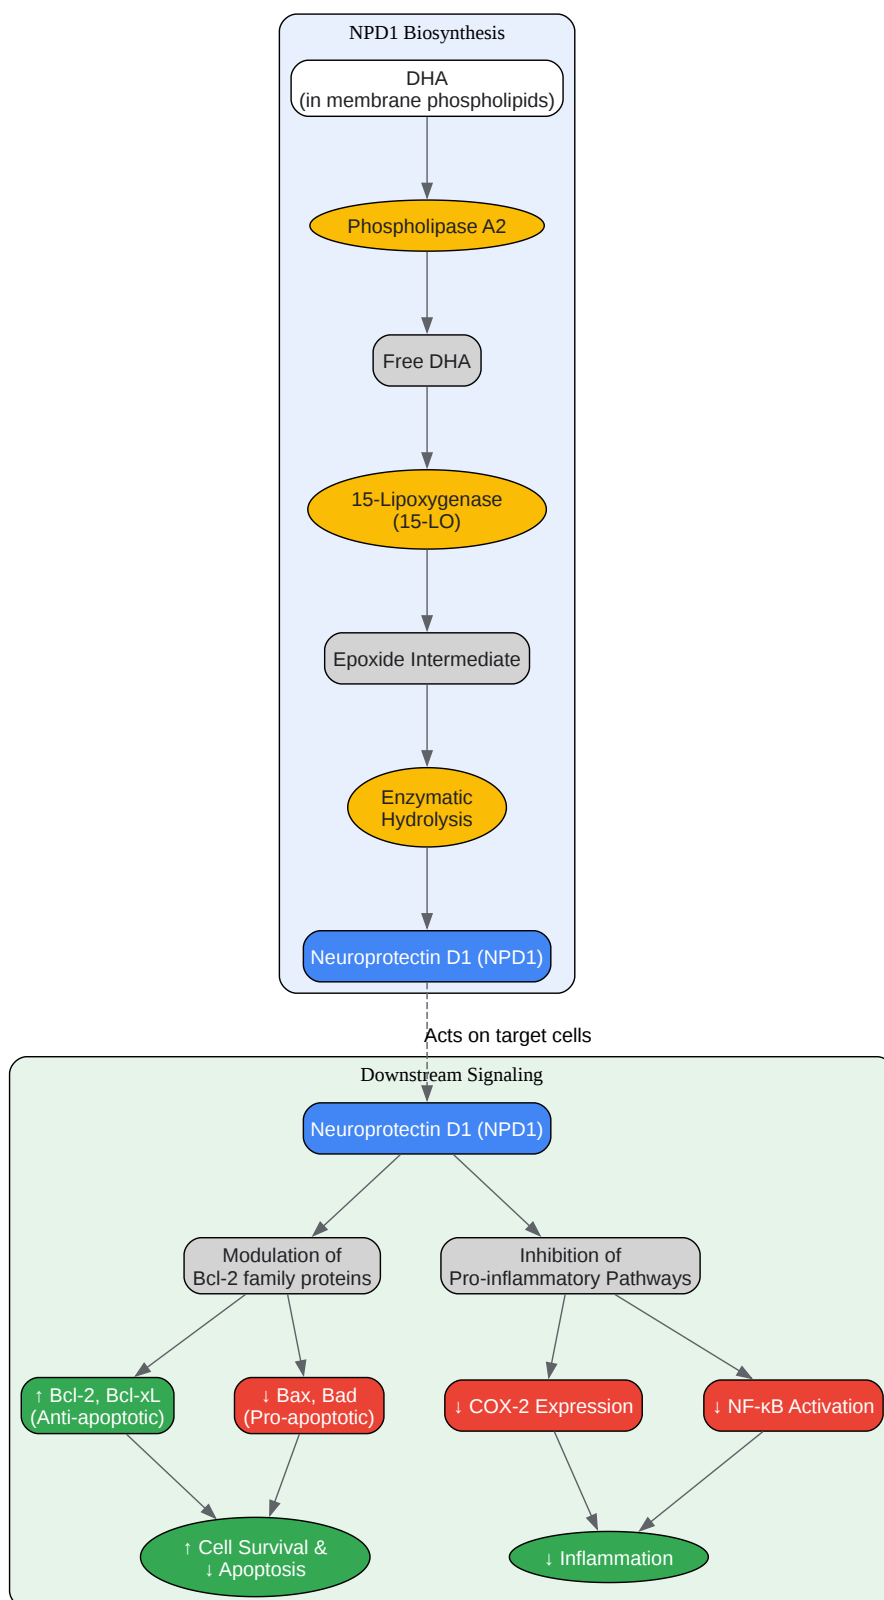 NPD1 Biosynthesis
DHA
(in membrane phospholipids)
Phospholipase A2
Free DHA
15-Lipoxygenase
(15-LO)
Epoxide Intermediate
Enzymatic
Hydrolysis
Neuroprotectin D1 (NPD1)
Acts on target cells
Downstream Signaling
Neuroprotectin D1 (NPD1)
Modulation of
Bcl-2 family proteins
Inhibition of
Pro-inflammatory Pathways
↑ Bcl-2, Bcl-xL
(Anti-apoptotic)
↓ Bax, Bad
(Pro-apoptotic)
↓ COX-2 Expression
↓ NF-κB Activation
↑ Cell Survival &
↓ Apoptosis
↓ Inflammation